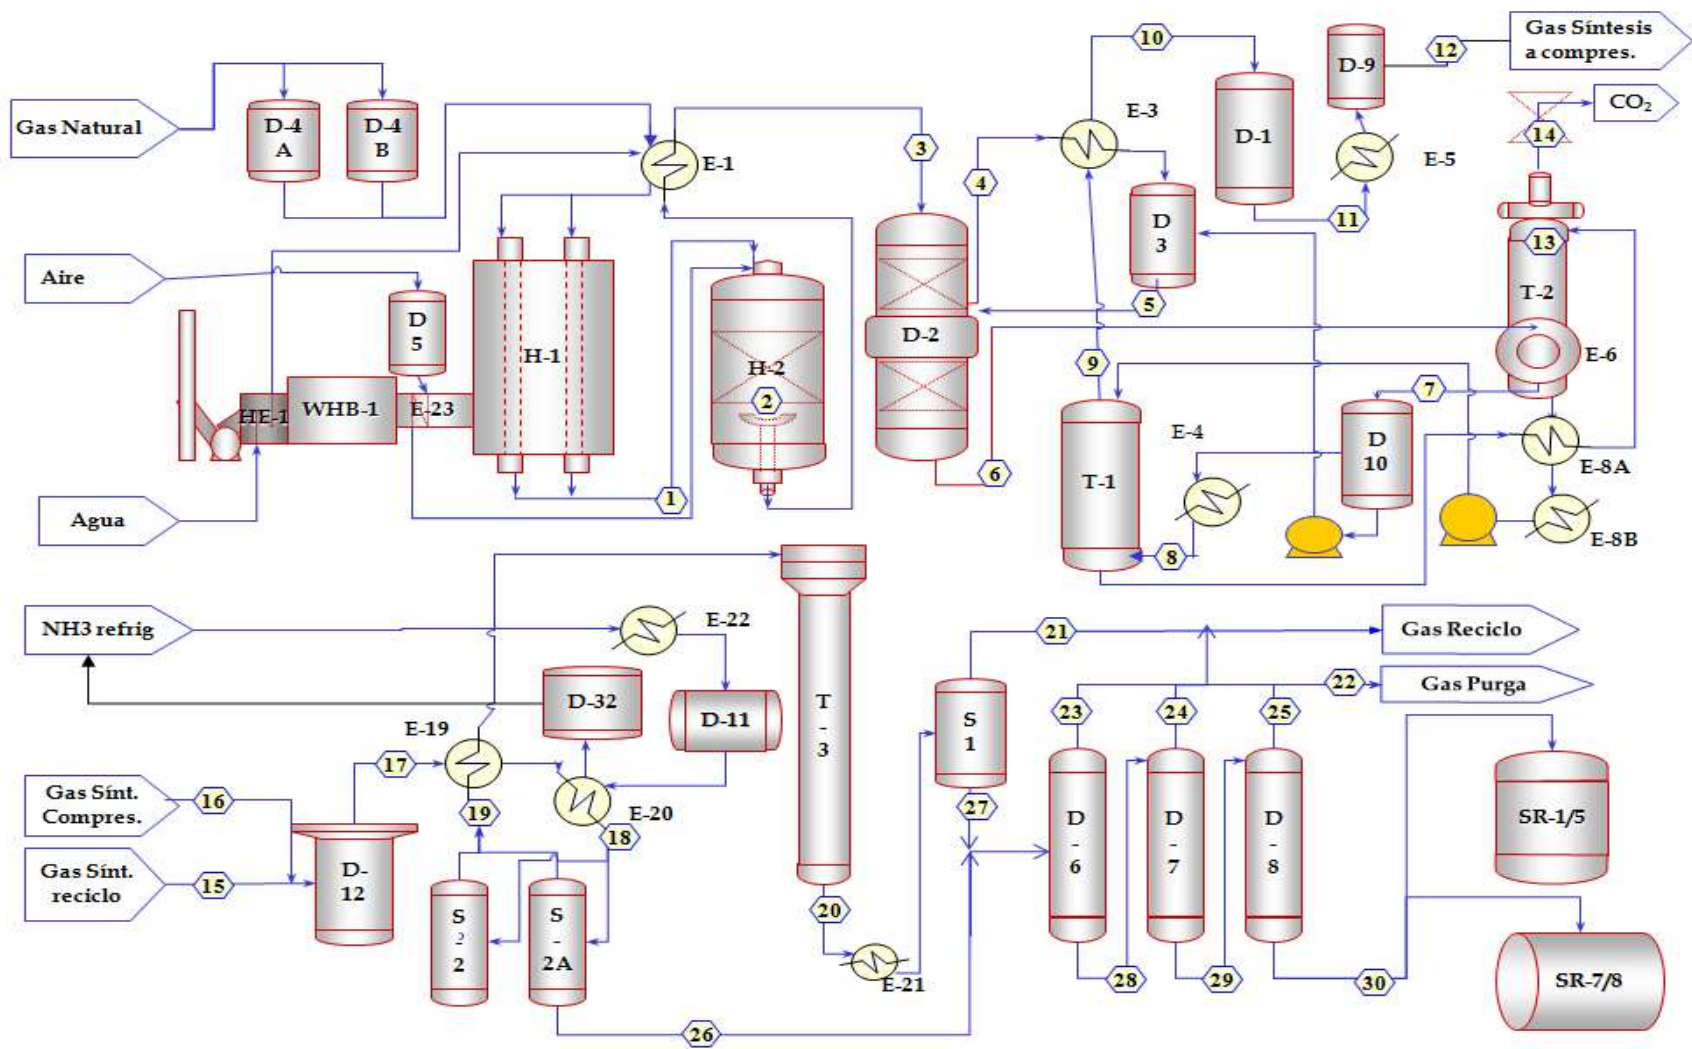 10
Gas Síntesis
a compres.
12
D-9
E-3
D-4
A
D-4
B
Gas Natural
CO₂
14
D-1
3
E-1
E-5
4
D
3
11
13
Aire
5
T-2
D
5
D-2
H-1
E-6
9
H-2
7
2
HE-1
WHB-1
E-23
E-4
D
10
6
E-8A
T-1
1
Agua
8
E-8B
NH3 refrig
E-22
21
Gas Reciclo
22
Gas Purga
D-32
D-11
T
-
3
S
1
23
24
25
E-19
17
Gas Sínt.
Compres.
16
19
E-20
18
27
D
-
6
D
-
7
D
-
8
SR-1/5
Gas Sínt.
reciclo
15
D-
12
20
S
2
2
S
-
2A
E-21
28
29
30
SR-7/8
26